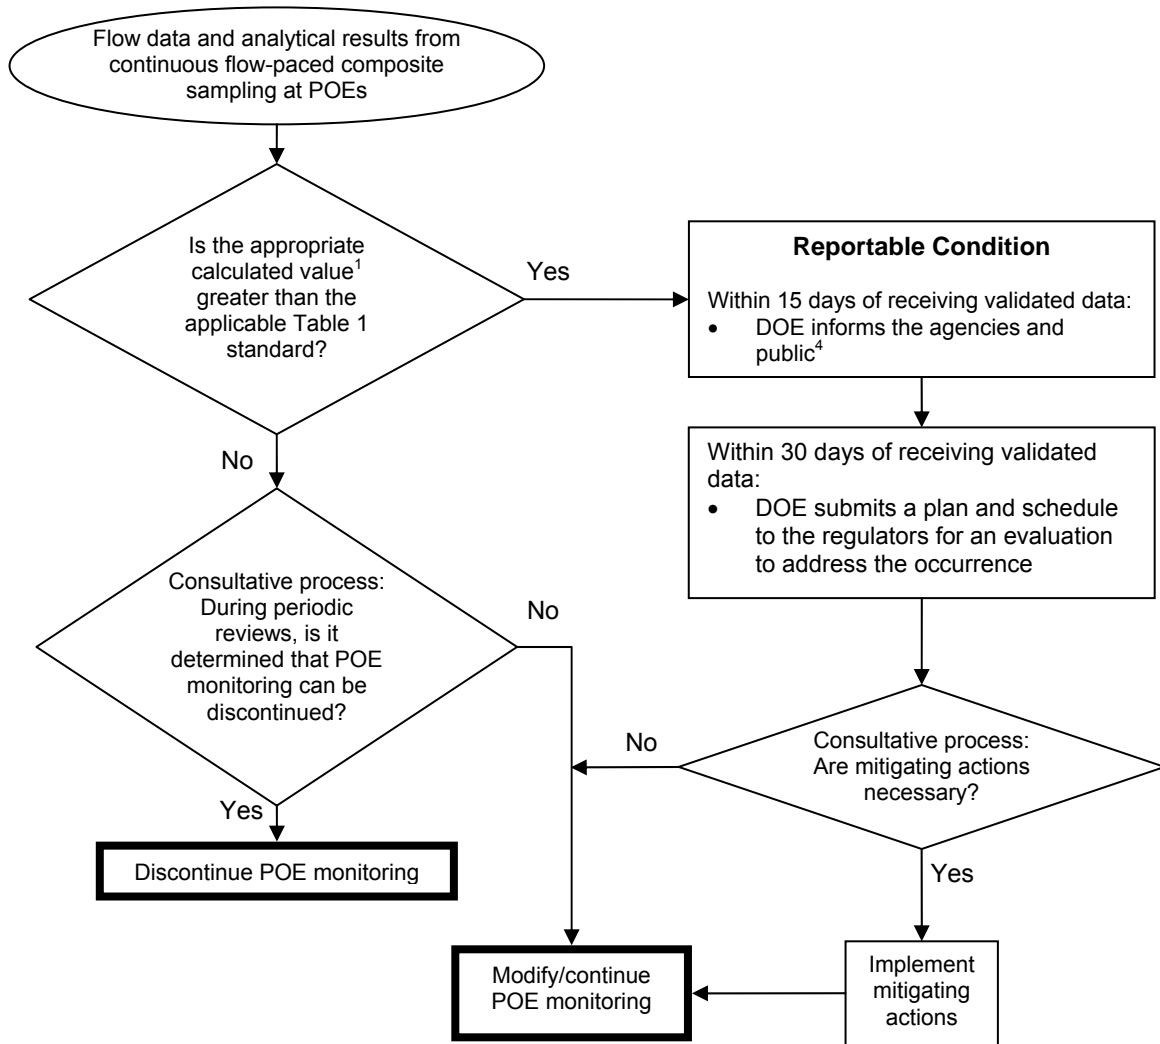 Flow data and analytical results from
continuous flow-paced composite
sampling at POEs
Is the appropriate
calculated value¹
greater than the
applicable Table 1
standard?
Yes
Reportable Condition
Within 15 days of receiving validated data:
• DOE informs the agencies and
public⁴
No
Within 30 days of receiving validated
data:
• DOE submits a plan and schedule
to the regulators for an evaluation
to address the occurrence
Consultative process:
During periodic
reviews, is it
determined that POE
monitoring can be
discontinued?
No
Yes
Discontinue POE monitoring
No
Consultative process:
Are mitigating actions
necessary?
Yes
Modify/continue
POE monitoring
Implement
mitigating
actions